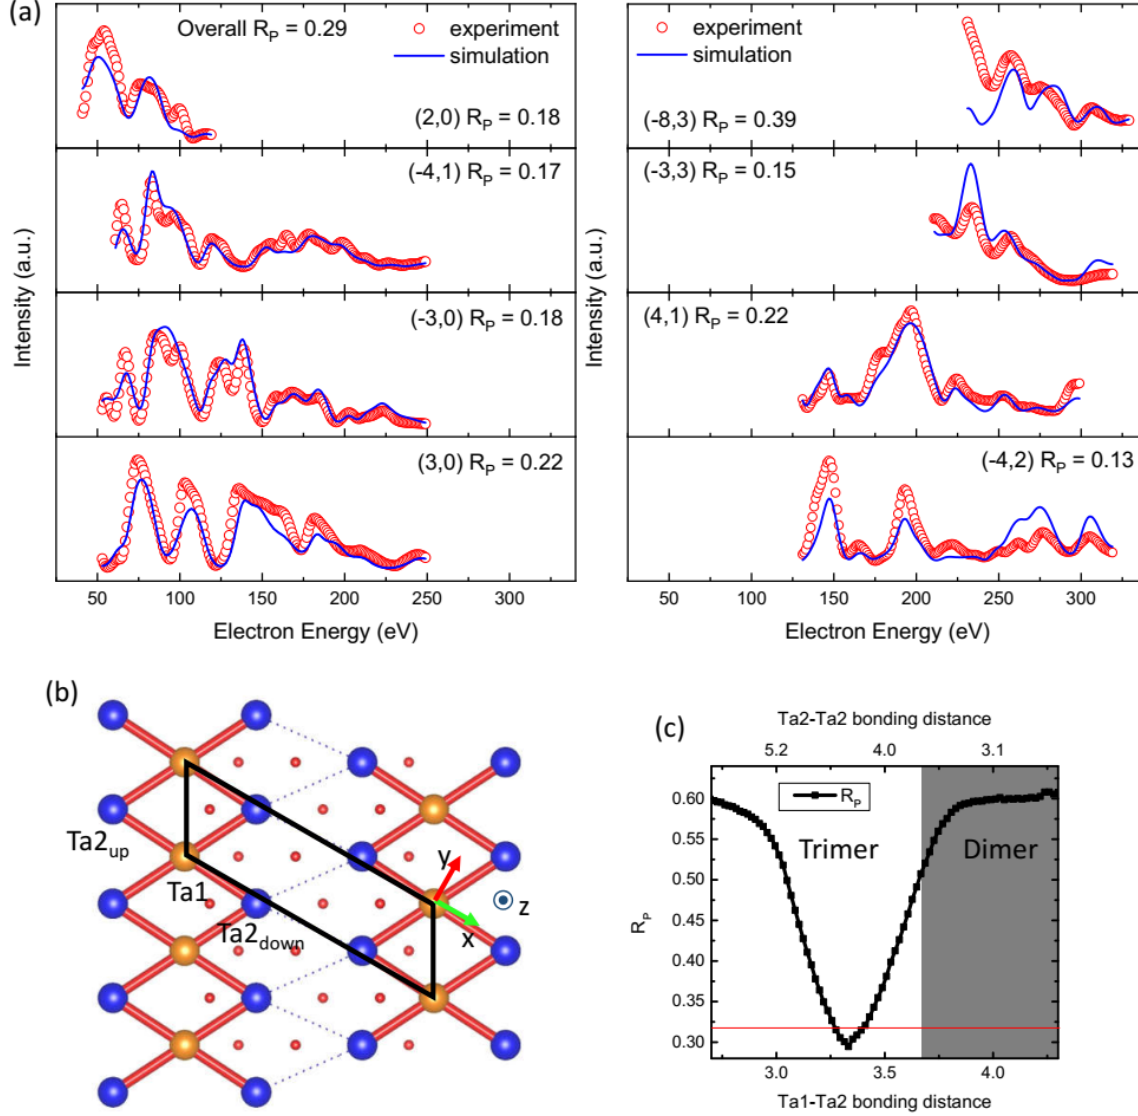 (a)
Overall R_P = 0.29
experiment
simulation
(2,0) R_P = 0.18
(-4,1) R_P = 0.17
(-3,0) R_P = 0.18
(3,0) R_P = 0.22
Intensity (a.u.)
50 100 150 200 250 300
Electron Energy (eV)
experiment
simulation
(-8,3) R_P = 0.39
(-3,3) R_P = 0.15
(4,1) R_P = 0.22
(-4,2) R_P = 0.13
Intensity (a.u.)
50 100 150 200 250 300
Electron Energy (eV)
(b)
Ta2_up
Ta1
Ta2_down
y
x
z
(c)
Ta2-Ta2 bonding distance
5.2 4.0 3.1
R_P
Trimer
Dimer
0.60
0.55
0.50
0.45
0.40
0.35
0.30
R_P
3.0 3.5 4.0
Ta1-Ta2 bonding distance